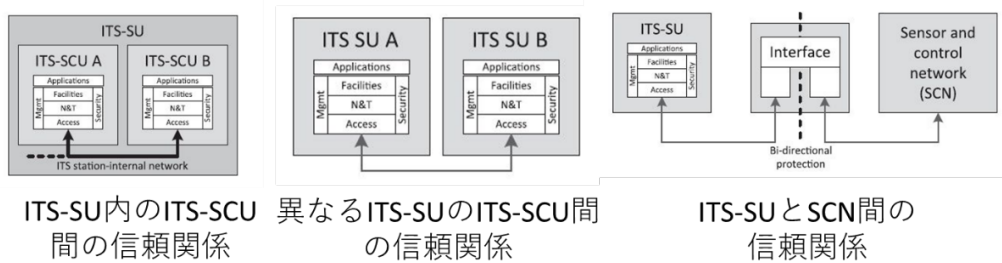 ITS-SU
ITS-SCU A
Applications
Mgmt
Facilities
N&T
Access
Security
ITS-SCU B
Applications
Mgmt
Facilities
N&T
Access
Security
ITS station-internal network
ITS-SU内のITS-SCU
間の信頼関係
ITS SU A
Applications
Mgmt
Facilities
N&T
Access
Security
ITS SU B
Applications
Mgmt
Facilities
N&T
Access
Security
異なるITS-SUのITS-SCU間
の信頼関係
ITS-SU
Applications
Mgmt
Facilities
N&T
Access
Security
Interface
Bi-directional
protection
Sensor and
control
network
(SCN)
ITS-SUとSCN間の
信頼関係